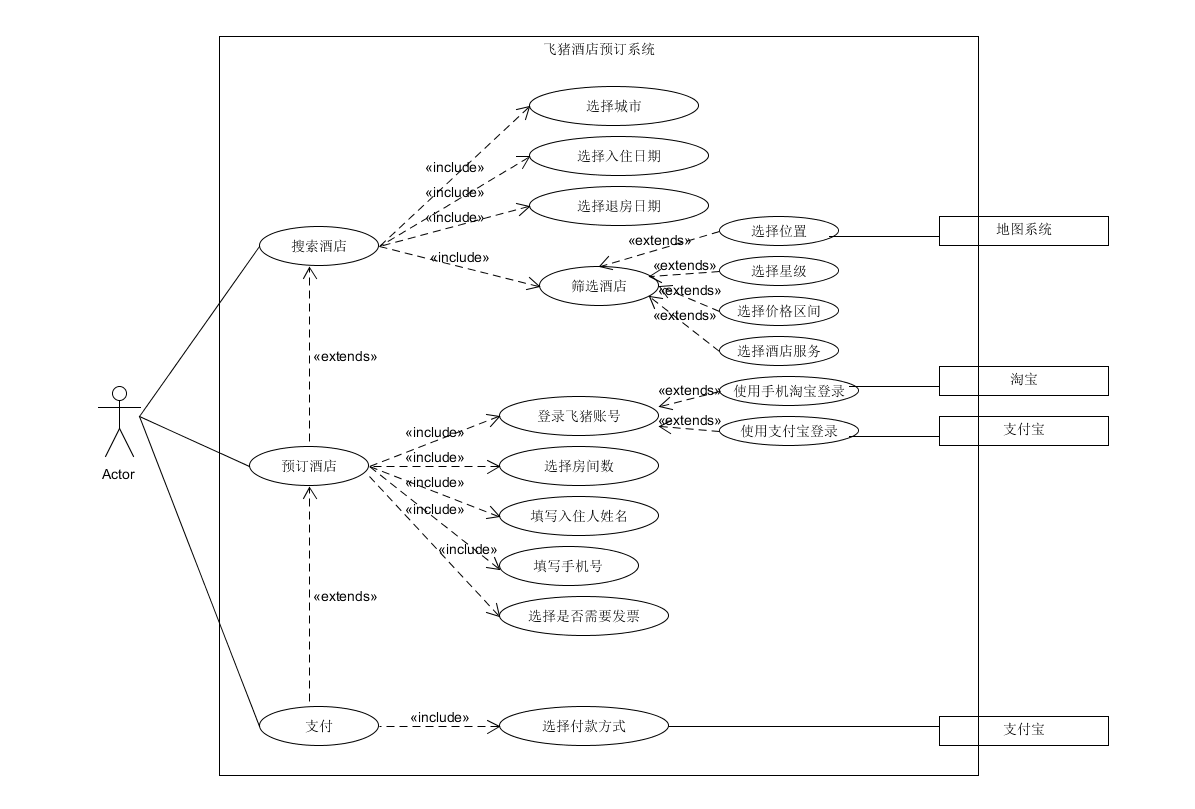 飞猪酒店预订系统
选择城市
«include»
选择入住日期
«include»
选择退房日期
«include»
搜索酒店
«include»
筛选酒店
«extends»
选择位置
地图系统
«extends»
选择星级
«extends»
选择价格区间
«extends»
选择酒店服务
«extends»
Actor
预订酒店
«include»
登录飞猪账号
«extends»
使用手机淘宝登录
淘宝
«extends»
使用支付宝登录
支付宝
«include»
选择房间数
«include»
填写入住人姓名
«include»
填写手机号
«include»
选择是否需要发票
«extends»
支付
«include»
选择付款方式
支付宝